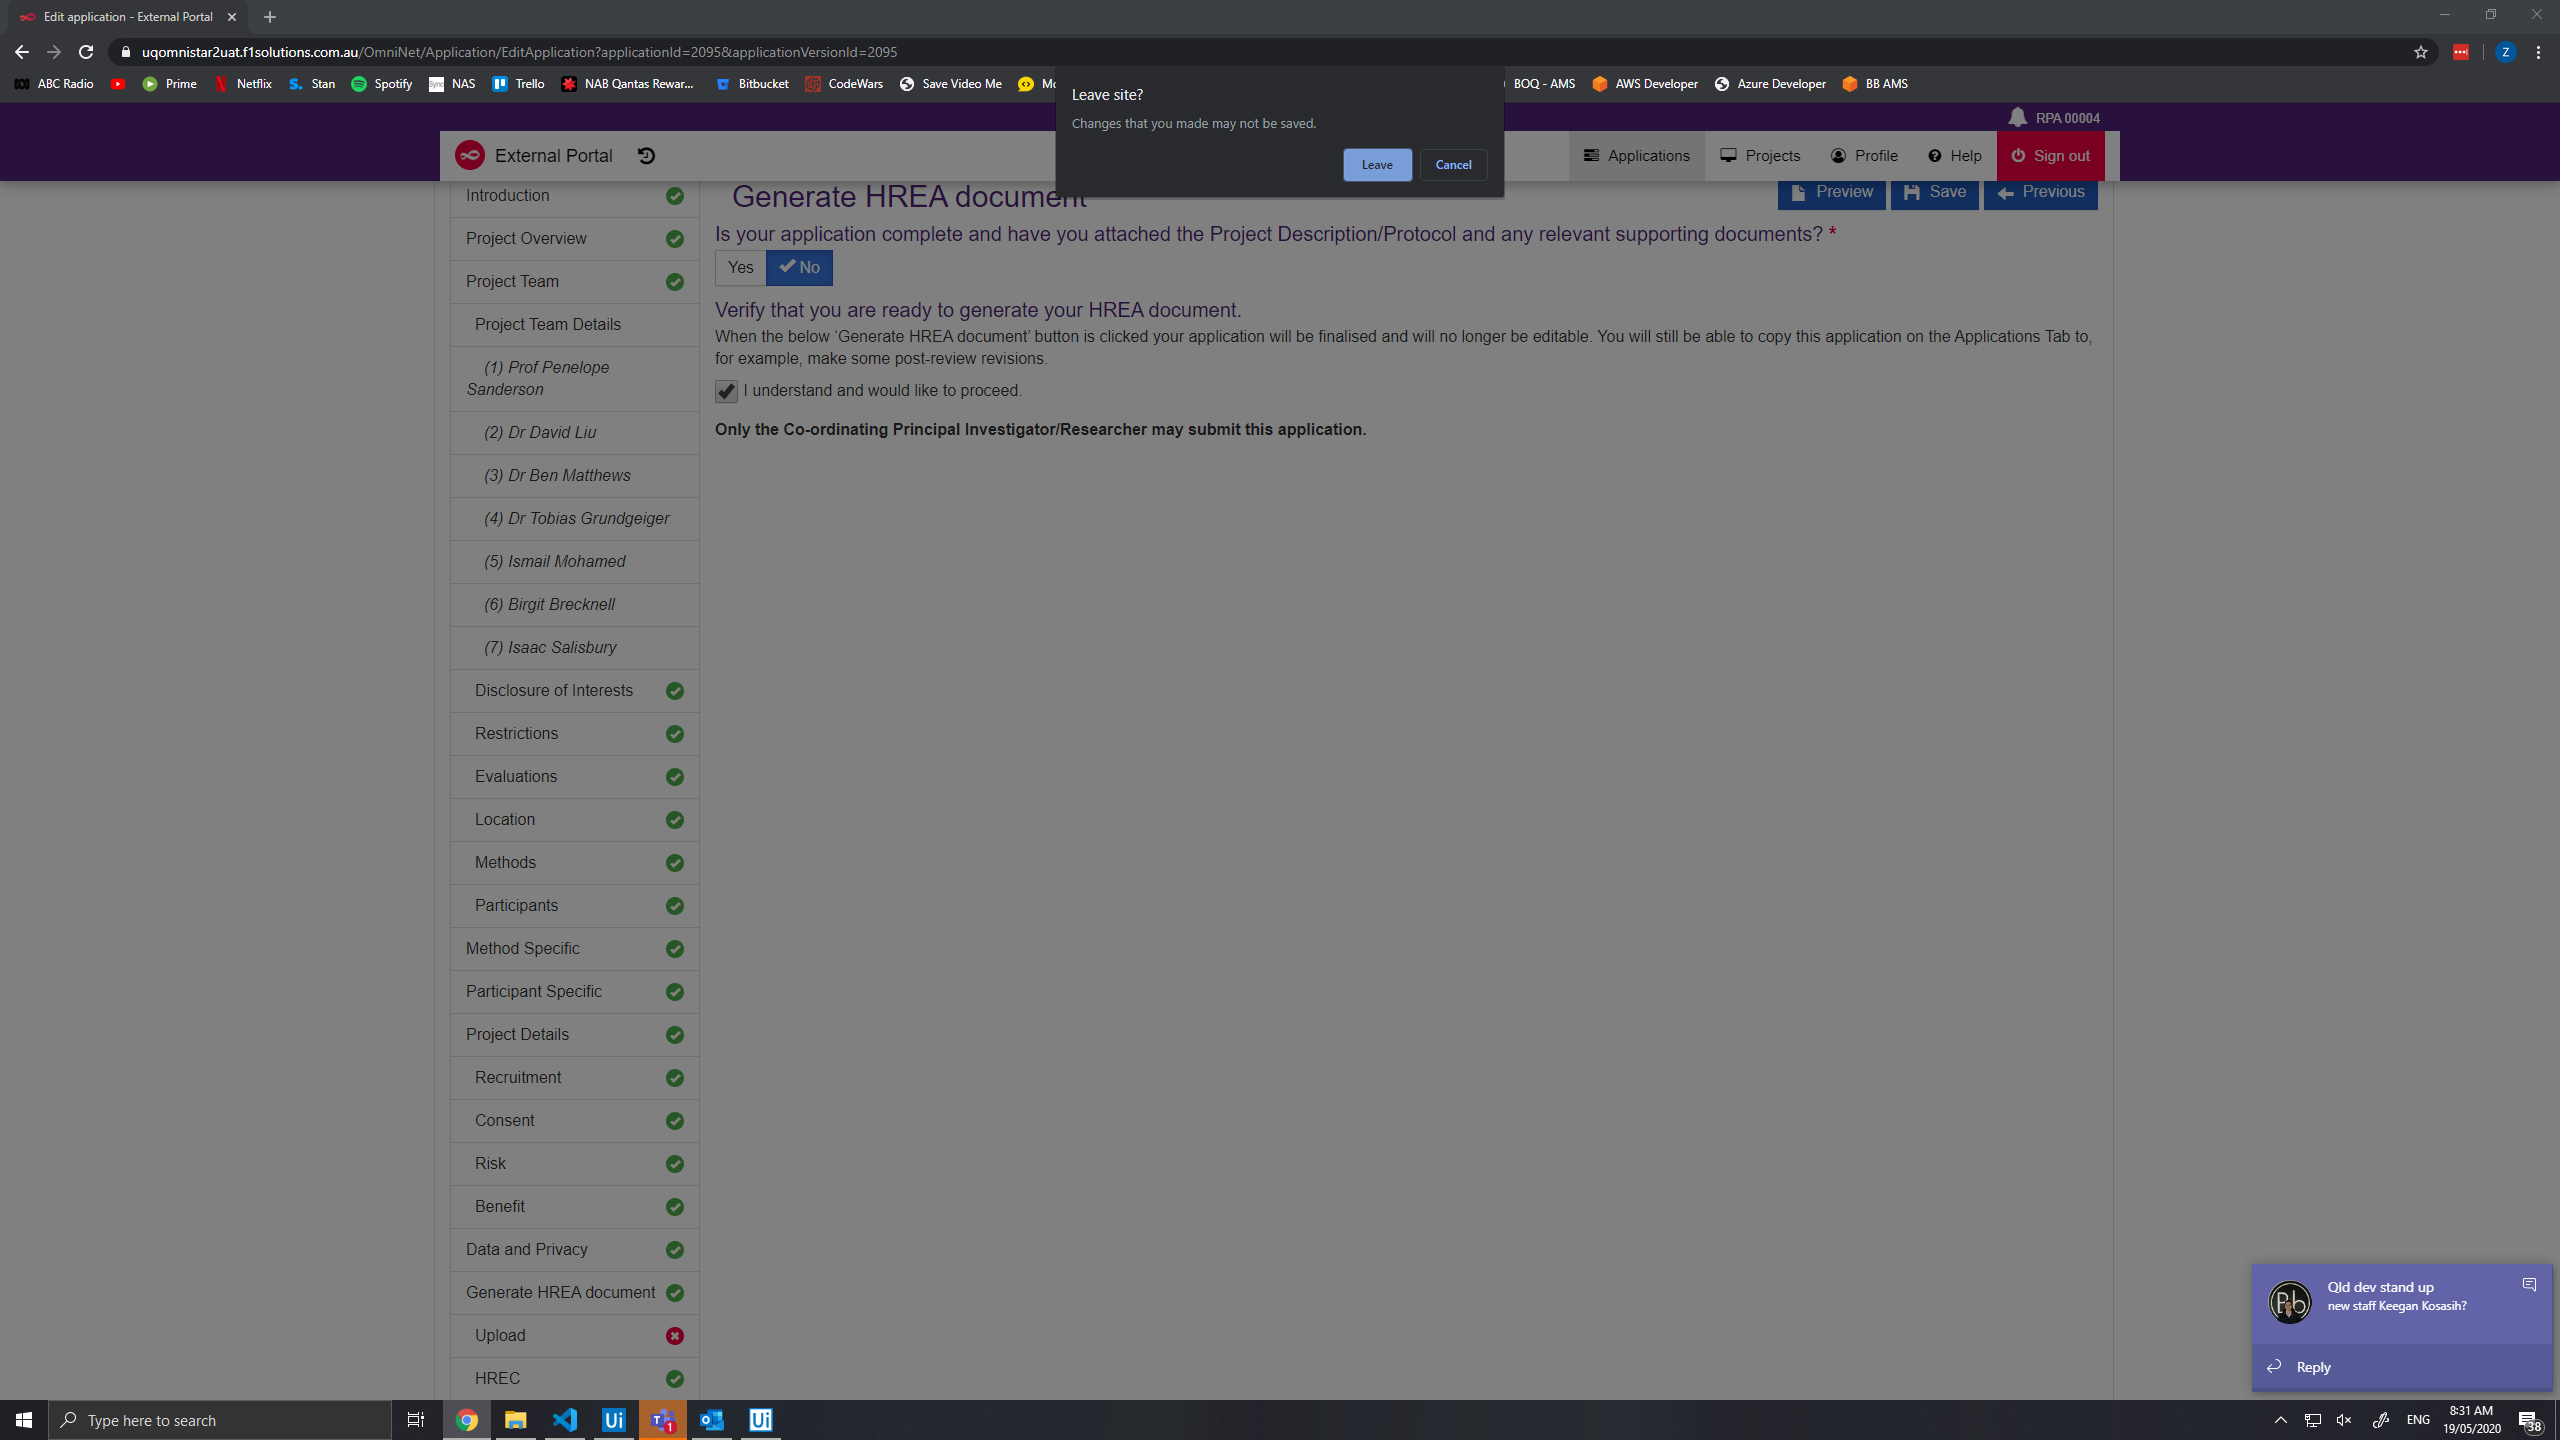 Edit application - External Portal
uqomnistar2uat.f1solutions.com.au/OmniNet/Application/EditApplication?applicationId=2095&applicationVersionId=2095
Z
ABC Radio
Prime
Netflix
Stan
Spotify
NAS
Trello
NAB Qantas Rewar...
Bitbucket
CodeWars
Save Video Me
BOQ - AMS
AWS Developer
Azure Developer
BB AMS
Leave site?
Changes that you made may not be saved.
Leave
Cancel
RPA 00004
External Portal
Applications
Projects
Profile
Help
Sign out
Generate HREA document
Preview
Save
Previous
Introduction
Project Overview
Project Team
Project Team Details
(1) Prof Penelope
Sanderson
(2) Dr David Liu
(3) Dr Ben Matthews
(4) Dr Tobias Grundgeiger
(5) Ismail Mohamed
(6) Birgit Brecknell
(7) Isaac Salisbury
Disclosure of Interests
Restrictions
Evaluations
Location
Methods
Participants
Method Specific
Participant Specific
Project Details
Recruitment
Consent
Risk
Benefit
Data and Privacy
Generate HREA document
Upload
HREC
Is your application complete and have you attached the Project Description/Protocol and any relevant supporting documents? *
Yes
No
Verify that you are ready to generate your HREA document.
When the below ‘Generate HREA document’ button is clicked your application will be finalised and will no longer be editable. You will still be able to copy this application on the Applications Tab to,
for example, make some post-review revisions.
I understand and would like to proceed.
Only the Co-ordinating Principal Investigator/Researcher may submit this application.
Qld dev stand up
new staff Keegan Kosasih?
Reply
Type here to search
Ui
1
Ui
ENG
8:31 AM
19/05/2020
38